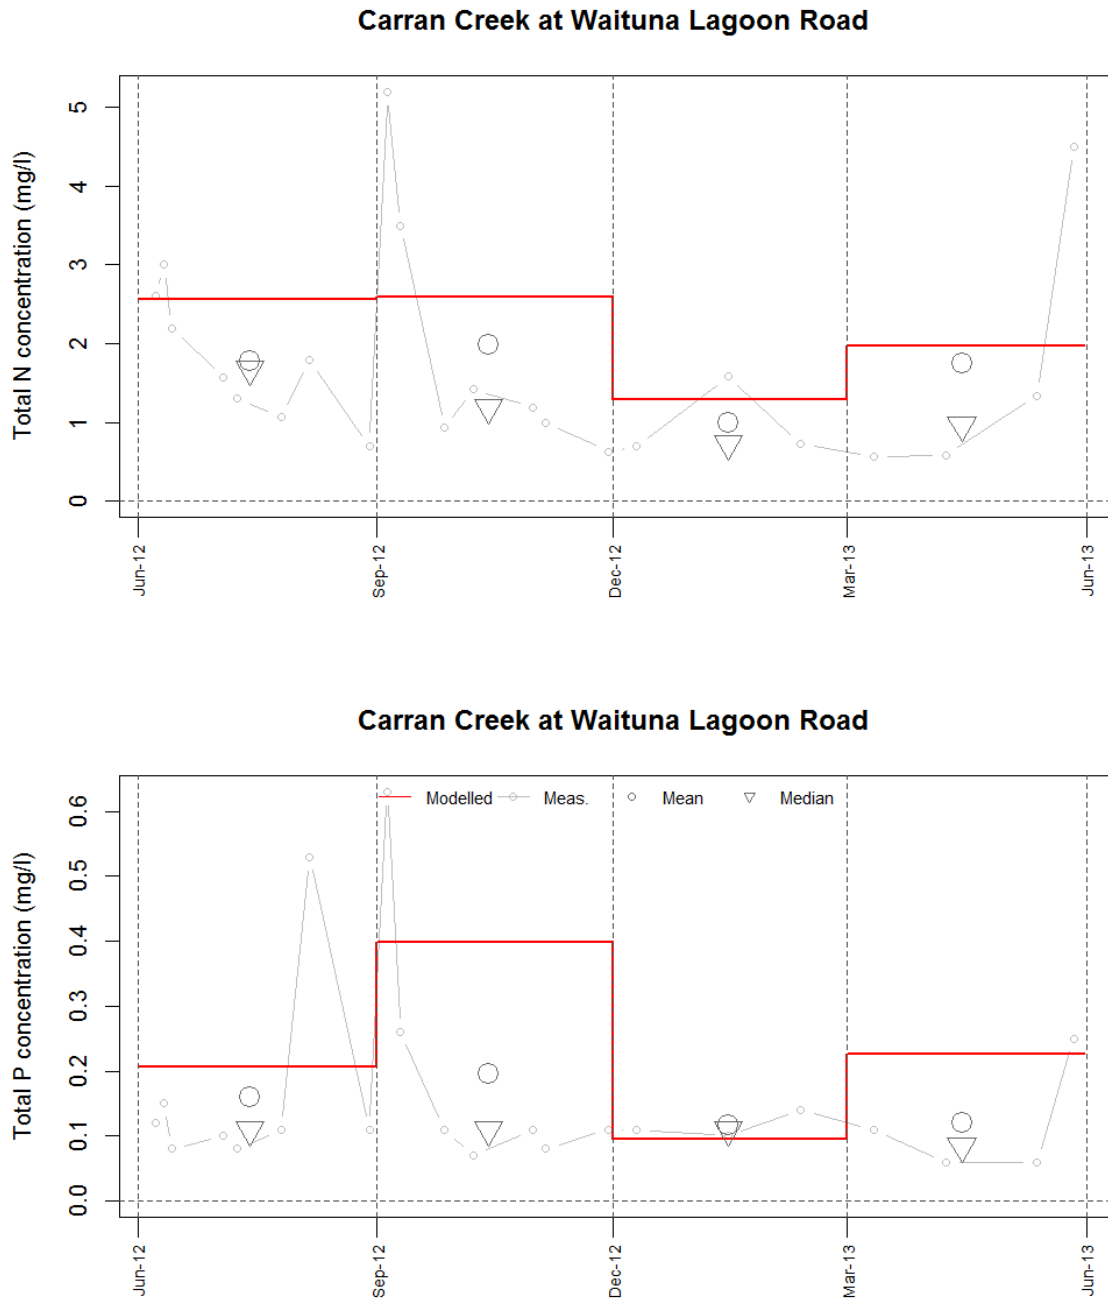 Carran Creek at Waituna Lagoon Road
Total N concentration (mg/l)
5
4
3
2
1
0
Jun-12
Sep-12
Dec-12
Mar-13
Jun-13
Carran Creek at Waituna Lagoon Road
Total P concentration (mg/l)
Modelled Meas. Mean Median
0.6
0.5
0.4
0.3
0.2
0.1
0.0
Jun-12
Sep-12
Dec-12
Mar-13
Jun-13